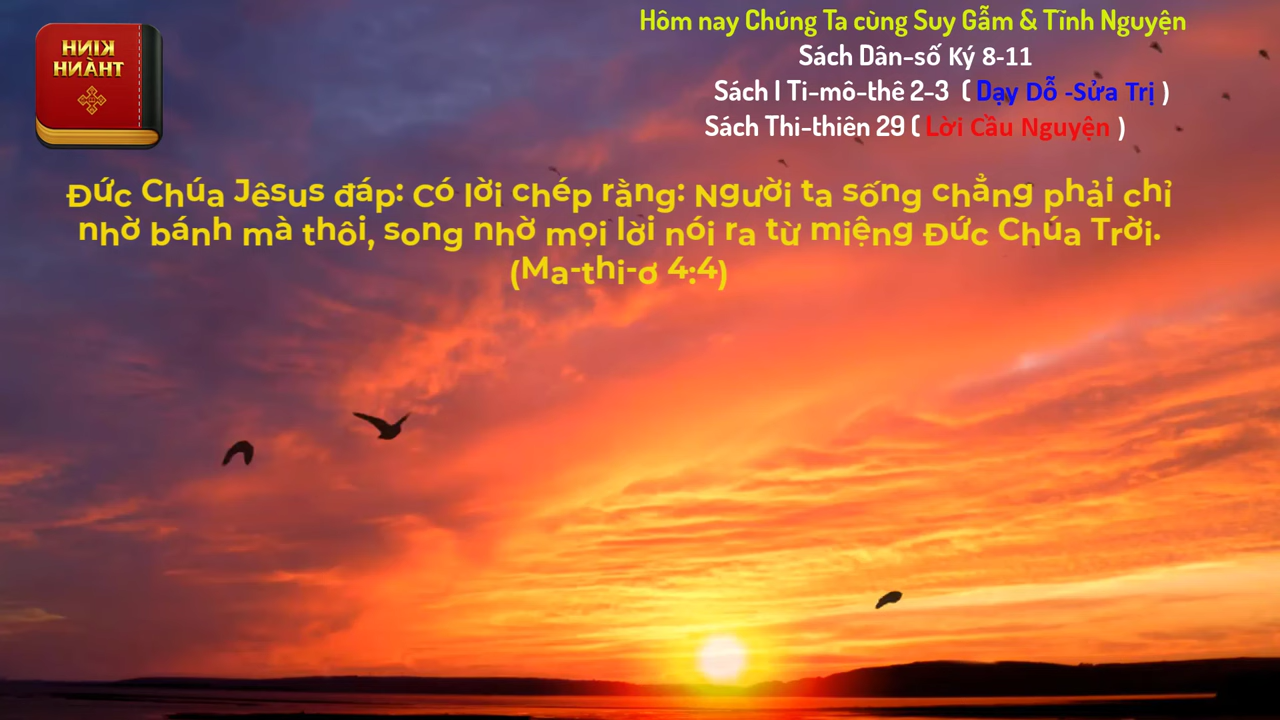 KINH
THÀNH
Hôm nay Chúng Ta cùng Suy Gẫm & Tĩnh Nguyện
Sách Dân-số Ký 8-11
Sách I Ti-mô-thê 2-3 ( Dạy Dỗ -Sửa Trị )
Sách Thi-thiên 29 ( Lời Cầu Nguyện )
Đức Chúa Jêsus đáp: Có lời chép rằng: Người ta sống chẳng phải chỉ
nhờ bánh mà thôi, song nhờ mọi lời nói ra từ miệng Đức Chúa Trời.
(Ma-thi-ơ 4:4)